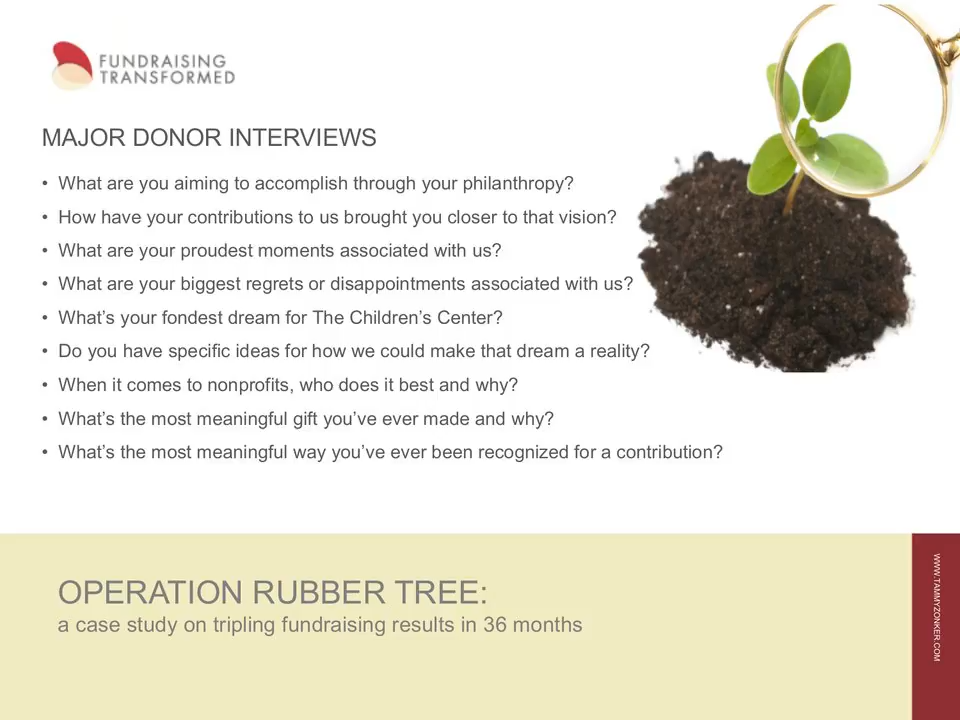 FUNDRAISING
TRANSFORMED
MAJOR DONOR INTERVIEWS
• What are you aiming to accomplish through your philanthropy?
• How have your contributions to us brought you closer to that vision?
• What are your proudest moments associated with us?
• What are your biggest regrets or disappointments associated with us?
• What’s your fondest dream for The Children’s Center?
• Do you have specific ideas for how we could make that dream a reality?
• When it comes to nonprofits, who does it best and why?
• What’s the most meaningful gift you’ve ever made and why?
• What’s the most meaningful way you’ve ever been recognized for a contribution?
OPERATION RUBBER TREE:
a case study on tripling fundraising results in 36 months
WWW.TAMMYZONKER.COM